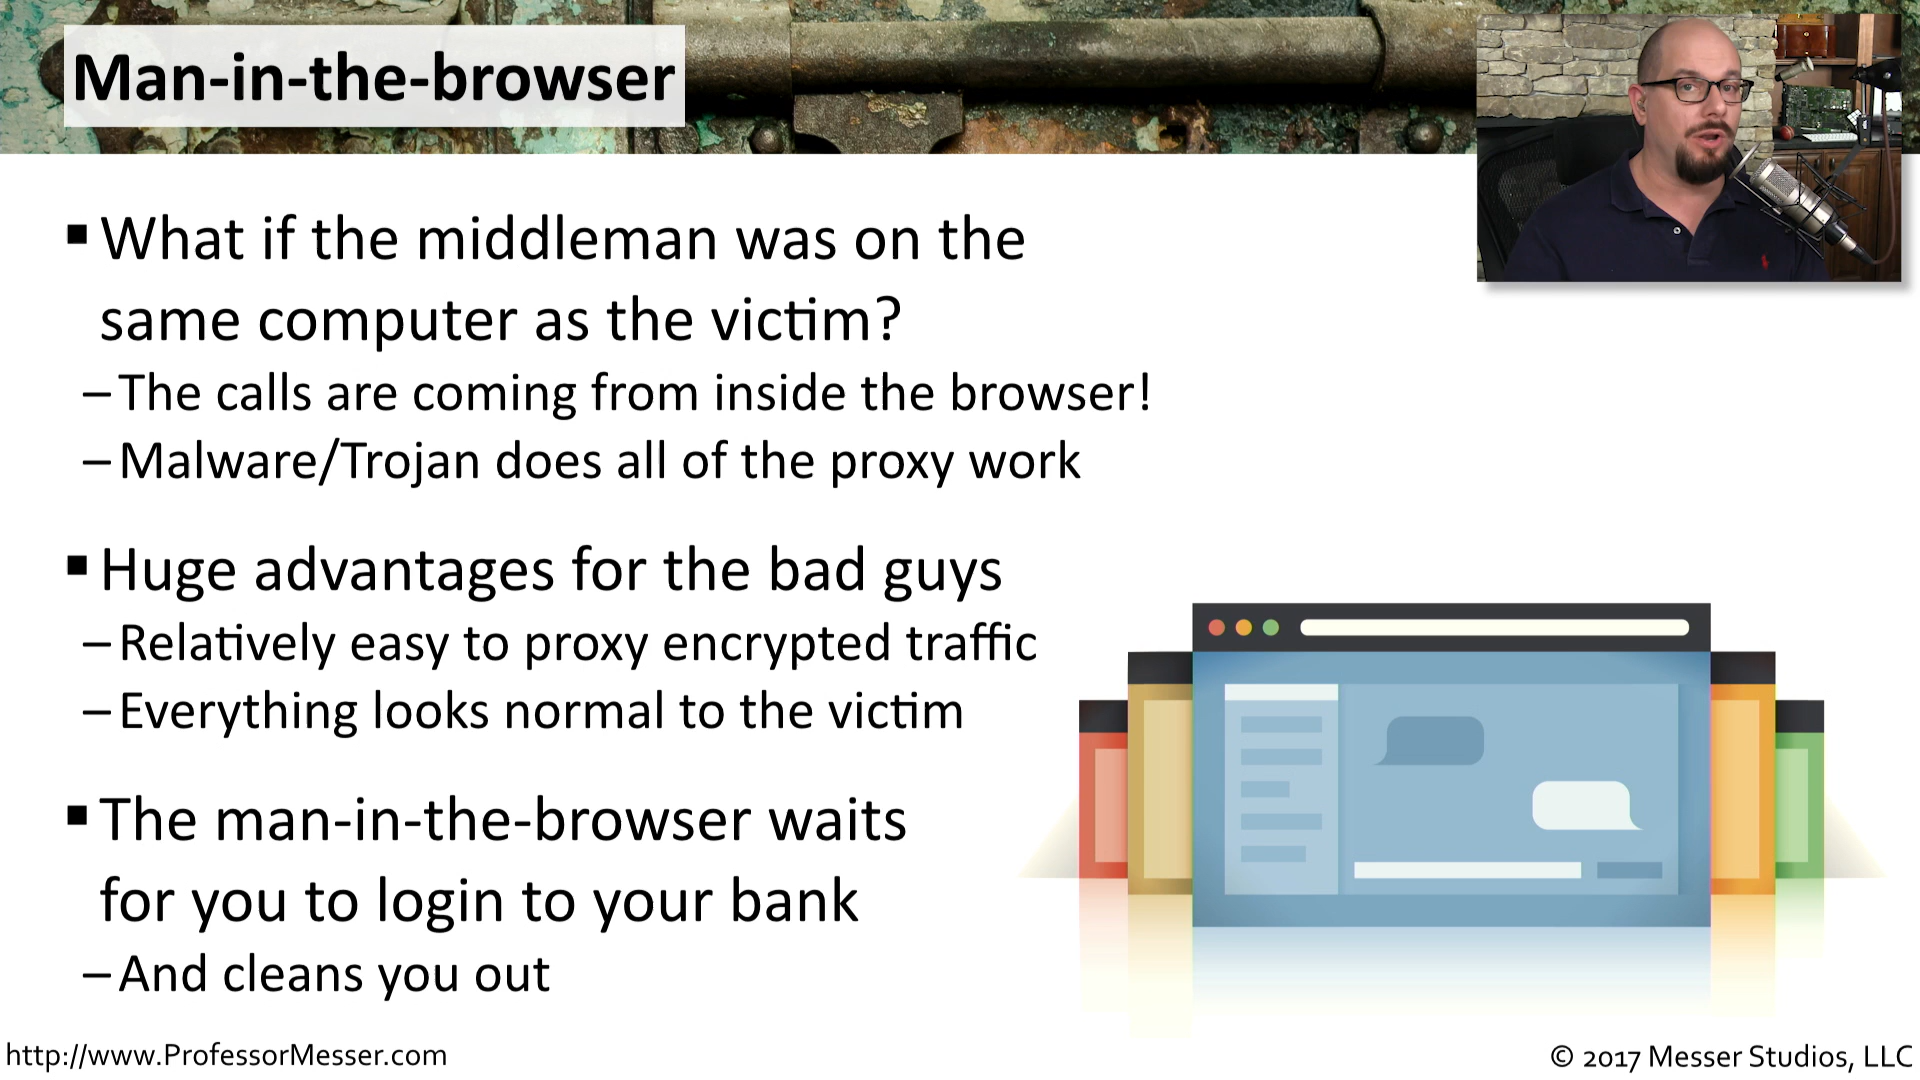 Man-in-the-browser
▪ What if the middleman was on the
same computer as the victim?
– The calls are coming from inside the browser!
– Malware/Trojan does all of the proxy work
▪ Huge advantages for the bad guys
– Relatively easy to proxy encrypted traffic
– Everything looks normal to the victim
▪ The man-in-the-browser waits
for you to login to your bank
– And cleans you out
http://www.ProfessorMesser.com
© 2017 Messer Studios, LLC